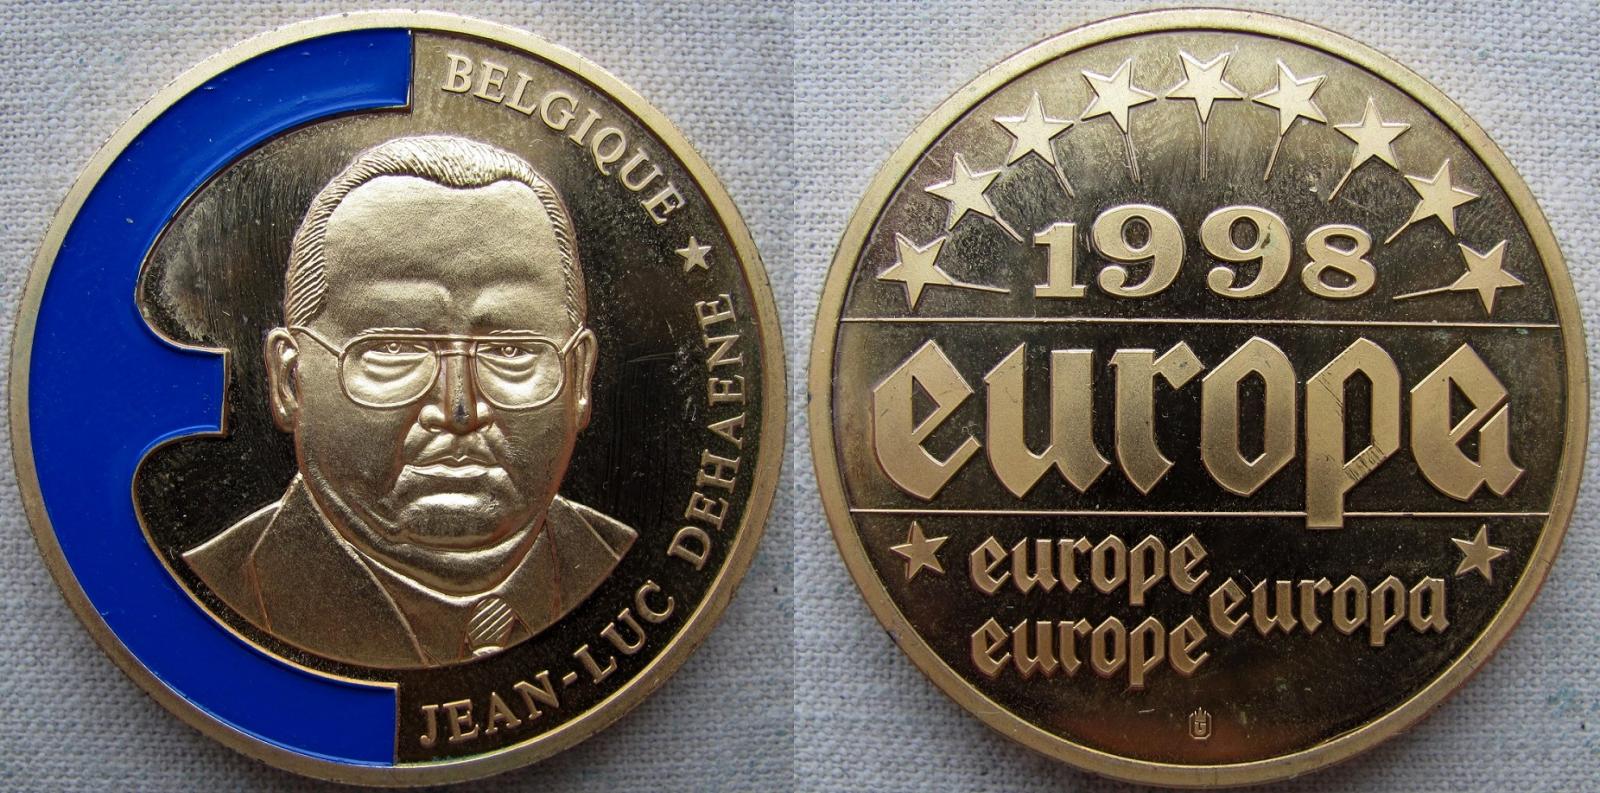 BELGIQUE ★ JEAN-LUC DEHAENE
1998
europa
europe
europa
europe